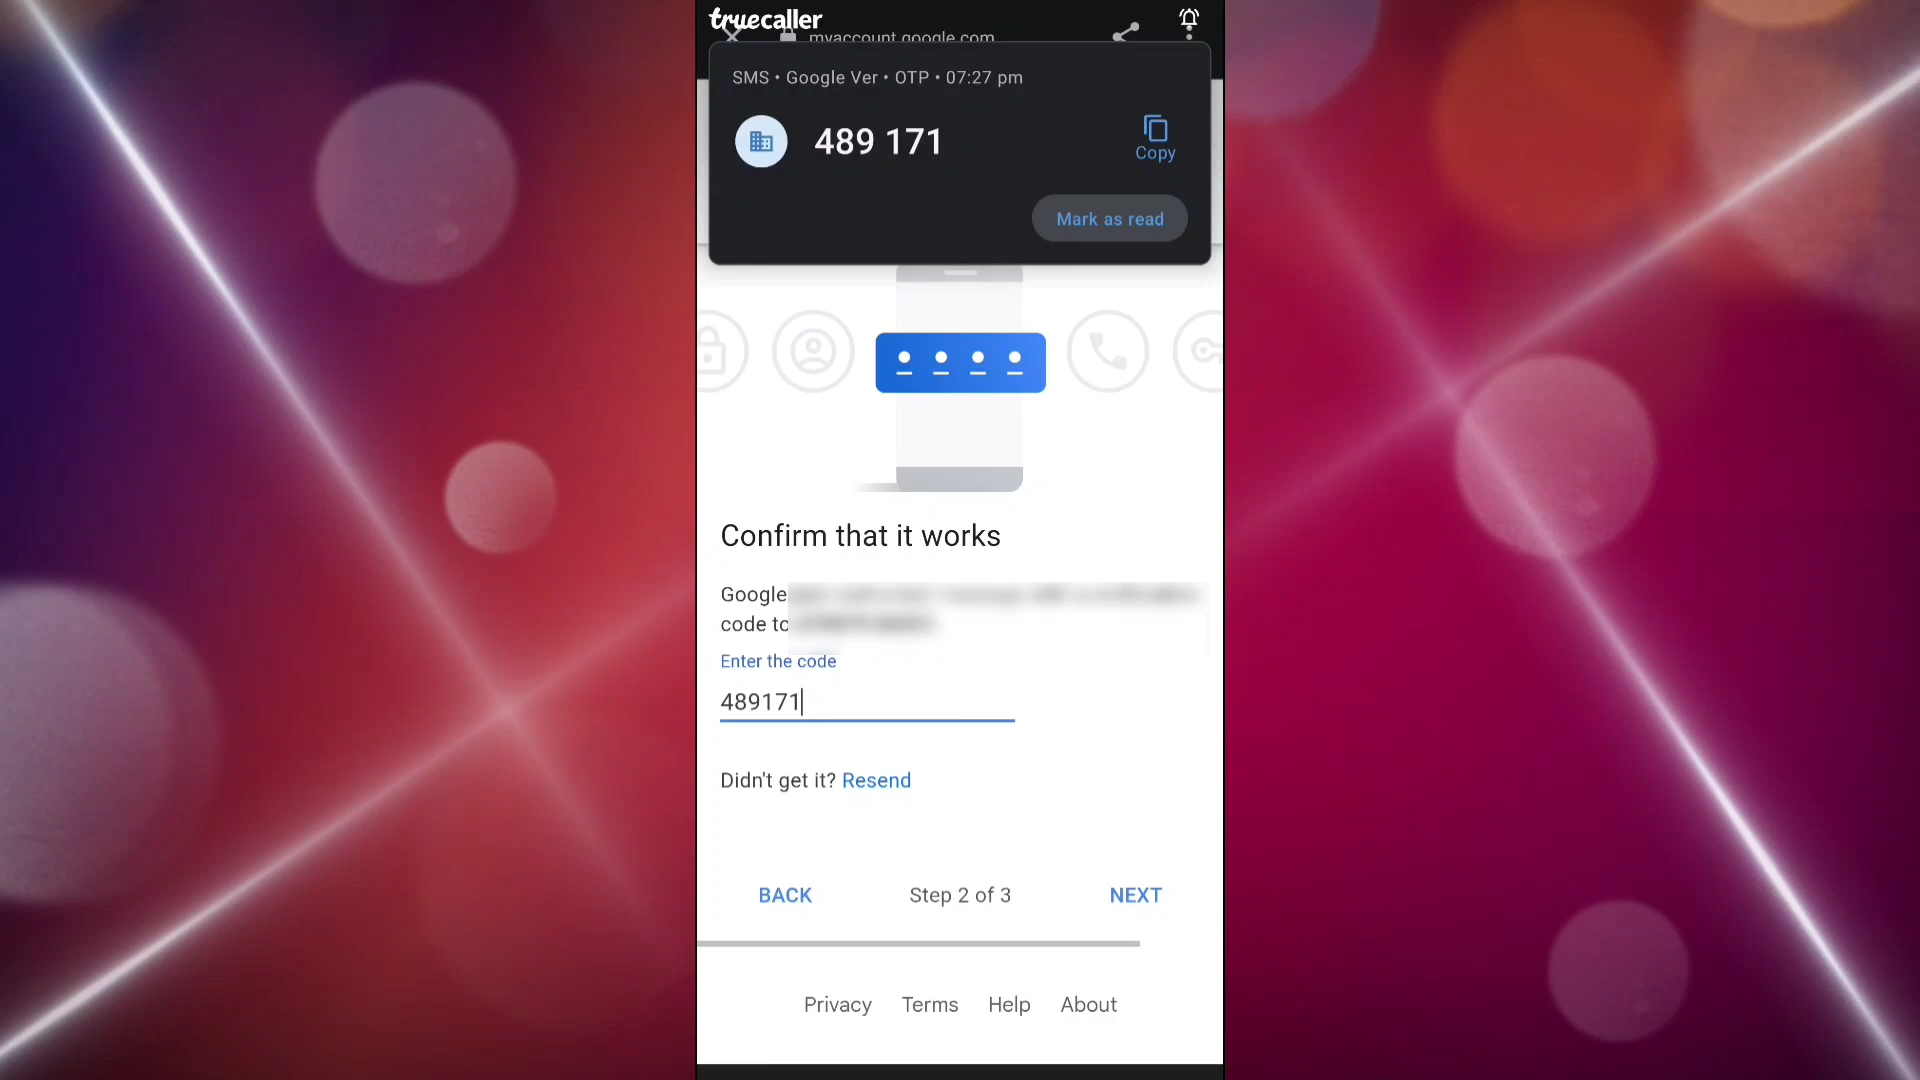 truecaller
myaccount.google.com
SMS • Google Ver • OTP • 07:27 pm
489 171
Copy
Mark as read
Confirm that it works
Google
code to
Enter the code
489171
Didn't get it? Resend
BACK Step 2 of 3 NEXT
Privacy Terms Help About